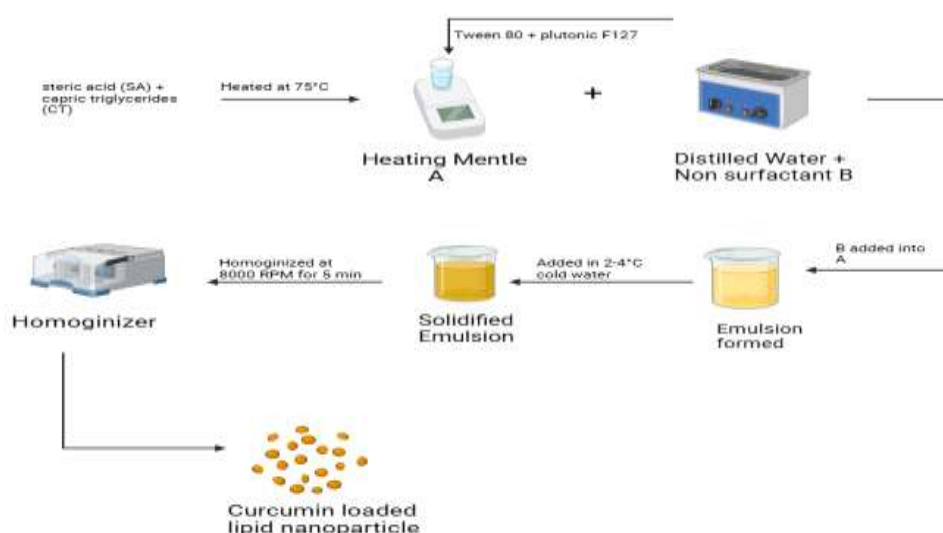 Tween 80 + plutonic F127
steric acid (SA) +
capric triglycerides
(CT)
Heated at 75°C
+
Heating Mentle
A
Distilled Water +
Non surfactant B
B added into
A
Emulsion
formed
Added in 2-4°C
cold water
Solidified
Emulsion
Homoginized at
8000 RPM for 5 min
Homoginizer
Curcumin loaded
lipid nanoparticle